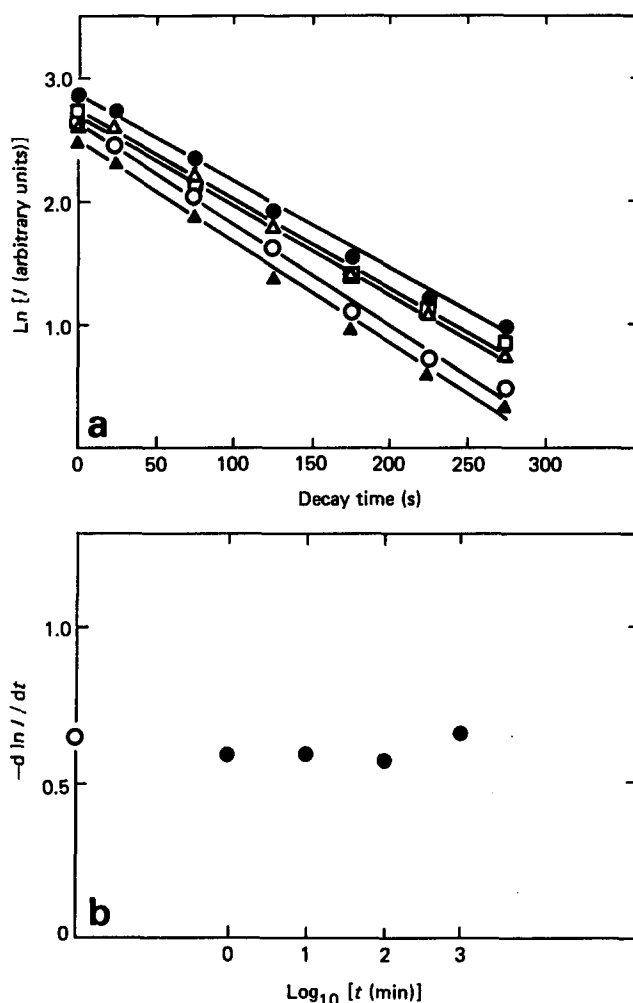 3.0
2.0
1.0
Ln [I (arbitrary units)]
a
0 50 100 150 200 250 300
Decay time (s)
1.0
0.5
0
−d ln I / dt
b
0 1 2 3
Log10 [t (min)]